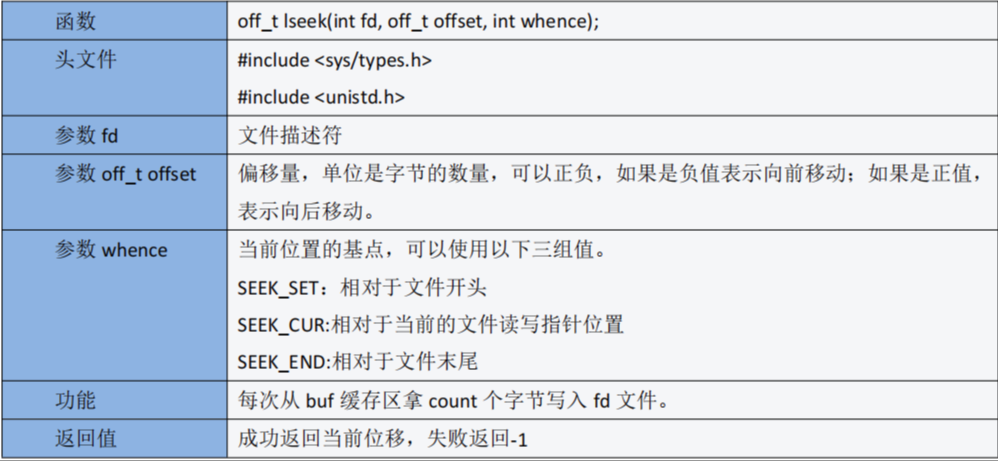 函数 off_t lseek(int fd, off_t offset, int whence);
头文件 #include <sys/types.h>
#include <unistd.h>
参数 fd 文件描述符
参数 off_t offset 偏移量，单位是字节的数量，可以正负，如果是负值表示向前移动；如果是正值，
表示向后移动。
参数 whence 当前位置的基点，可以使用以下三组值。
SEEK_SET：相对于文件开头
SEEK_CUR:相对于当前的文件读写指针位置
SEEK_END:相对于文件末尾
功能 每次从 buf 缓存区拿 count 个字节写入 fd 文件。
返回值 成功返回当前位移，失败返回-1